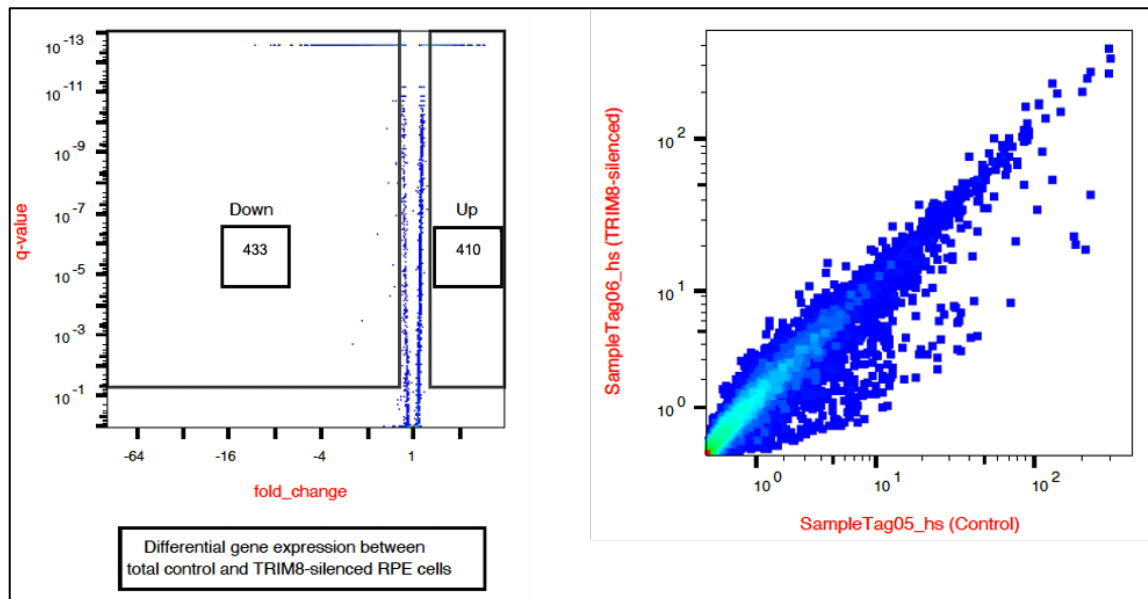 10 -13
10 -11
10 -9
10 -7
10 -5
10 -3
10 -1
q-value
Down
433
Up
410
-64
-16
-4
1
fold_change
Differential gene expression between
total control and TRIM8-silenced RPE cells
SampleTag06_hs (TRIM8-silenced)
10 2
10 1
10 0
10 0
10 1
10 2
SampleTag05_hs (Control)